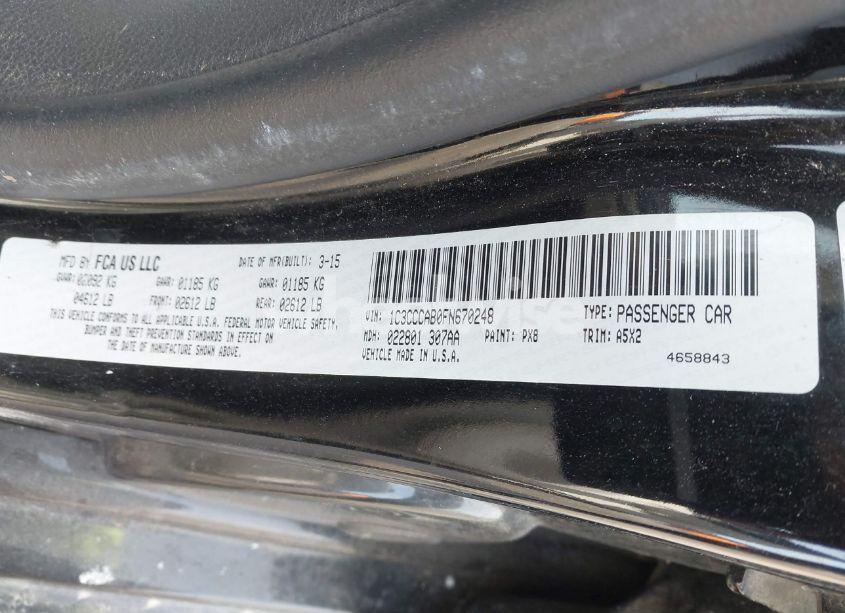 MFD BY FCA US LLC DATE OF MFR(BUILT): 3-15
GVWR: 02092 KG GAWR: 01185 KG GAWR: 01185 KG
04612 LB FRONT: 02612 LB REAR: 02612 LB
THIS VEHICLE CONFORMS TO ALL APPLICABLE U.S.A. FEDERAL MOTOR VEHICLE SAFETY,
BUMPER AND THEFT PREVENTION STANDARDS IN EFFECT ON
THE DATE OF MANUFACTURE SHOWN ABOVE.
VIN: 1C3CCCAB0FN670248 TYPE: PASSENGER CAR
MDH: 022801 307AA PAINT: PX8 TRIM: A5X2
VEHICLE MADE IN U.S.A. 4658843